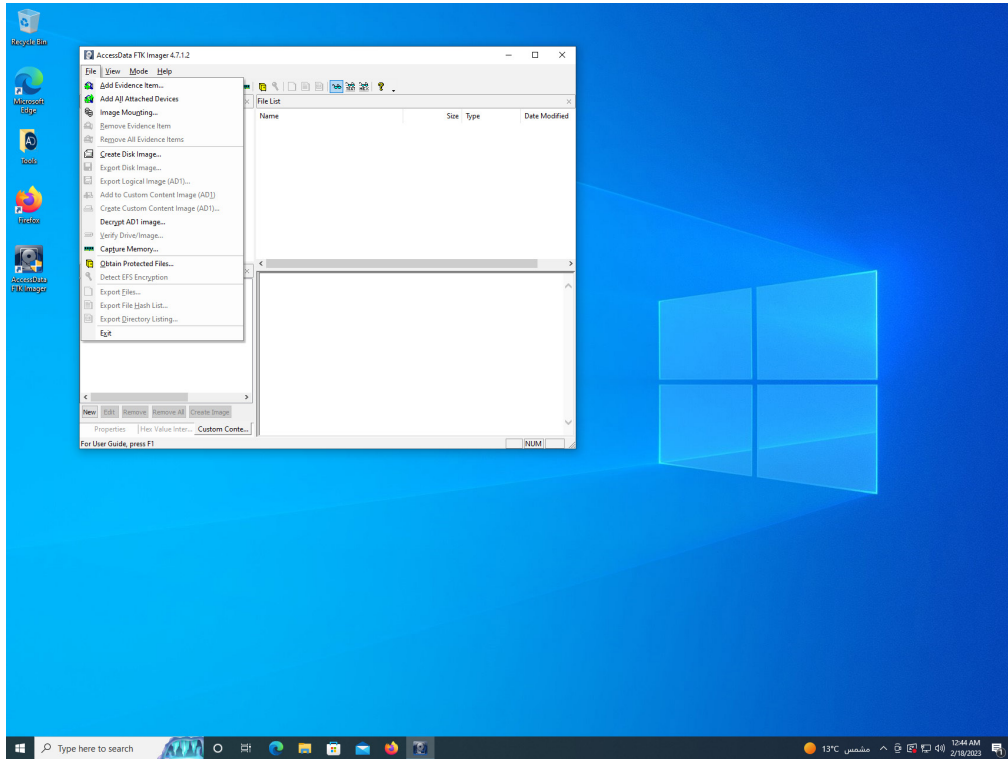 Recycle Bin
Microsoft
Edge
Tools
Firefox
AccessData
FTK Imager
AccessData FTK Imager 4.7.1.2
File View Mode Help
Add Evidence Item...
Add All Attached Devices
Image Mounting...
Remove Evidence Item
Remove All Evidence Items
Create Disk Image...
Export Disk Image...
Export Logical Image (AD1)...
Add to Custom Content Image (AD1)
Create Custom Content Image (AD1)...
Decrypt AD1 image...
Verify Drive/Image...
Capture Memory...
Obtain Protected Files...
Detect EFS Encryption
Export Files...
Export File Hash List...
Export Directory Listing...
Exit
File List
Name Size Type Date Modified
New Edit Remove Remove All Create Image
Properties Hex Value Inter... Custom Conte...
For User Guide, press F1 NUM
Type here to search
13°C مشمس
12:44 AM
2/18/2023